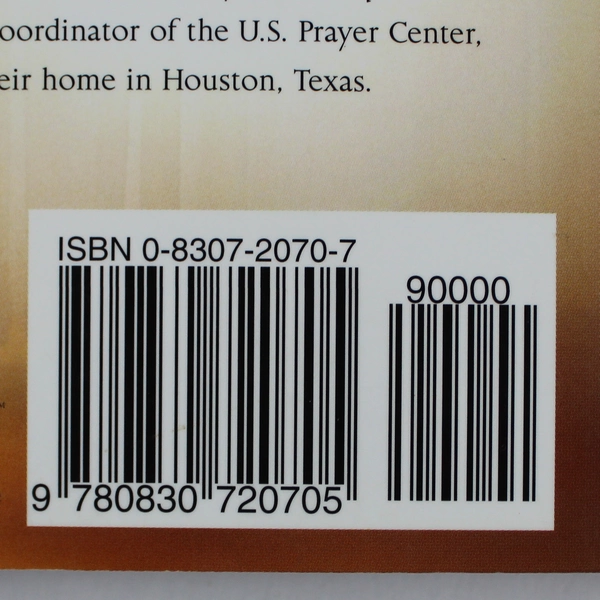 oordinator of the U.S. Prayer Center,
eir home in Houston, Texas.
ISBN 0-8307-2070-7
90000
9 780830 720705